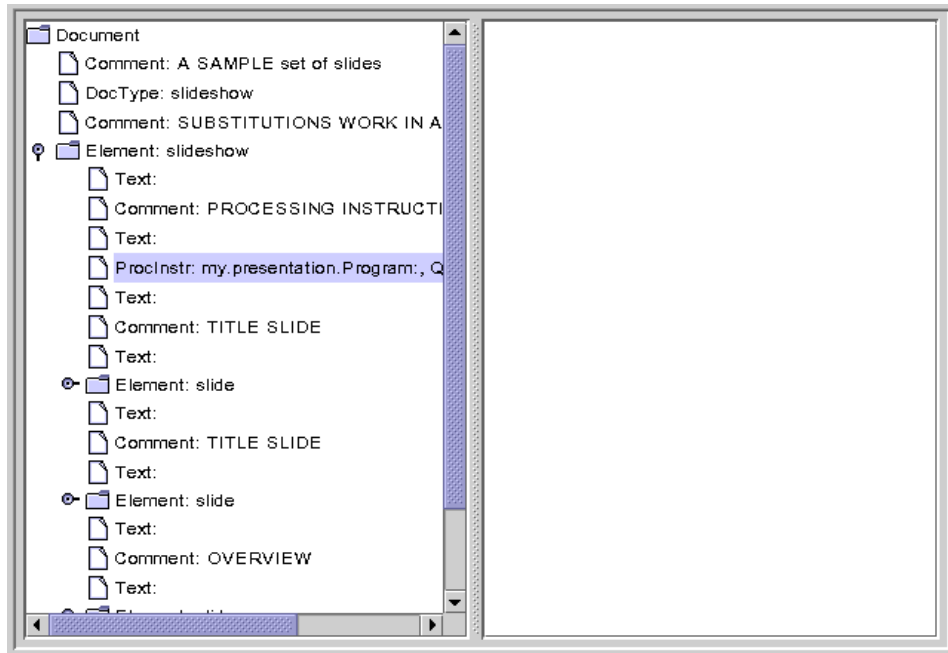 Document
Comment: A SAMPLE set of slides
DocType: slideshow
Comment: SUBSTITUTIONS WORK IN A
Element: slideshow
Text:
Comment: PROCESSING INSTRUCTI
Text:
ProcInstr: my.presentation.Program:, Q
Text:
Comment: TITLE SLIDE
Text:
Element: slide
Text:
Comment: TITLE SLIDE
Text:
Element: slide
Text:
Comment: OVERVIEW
Text: